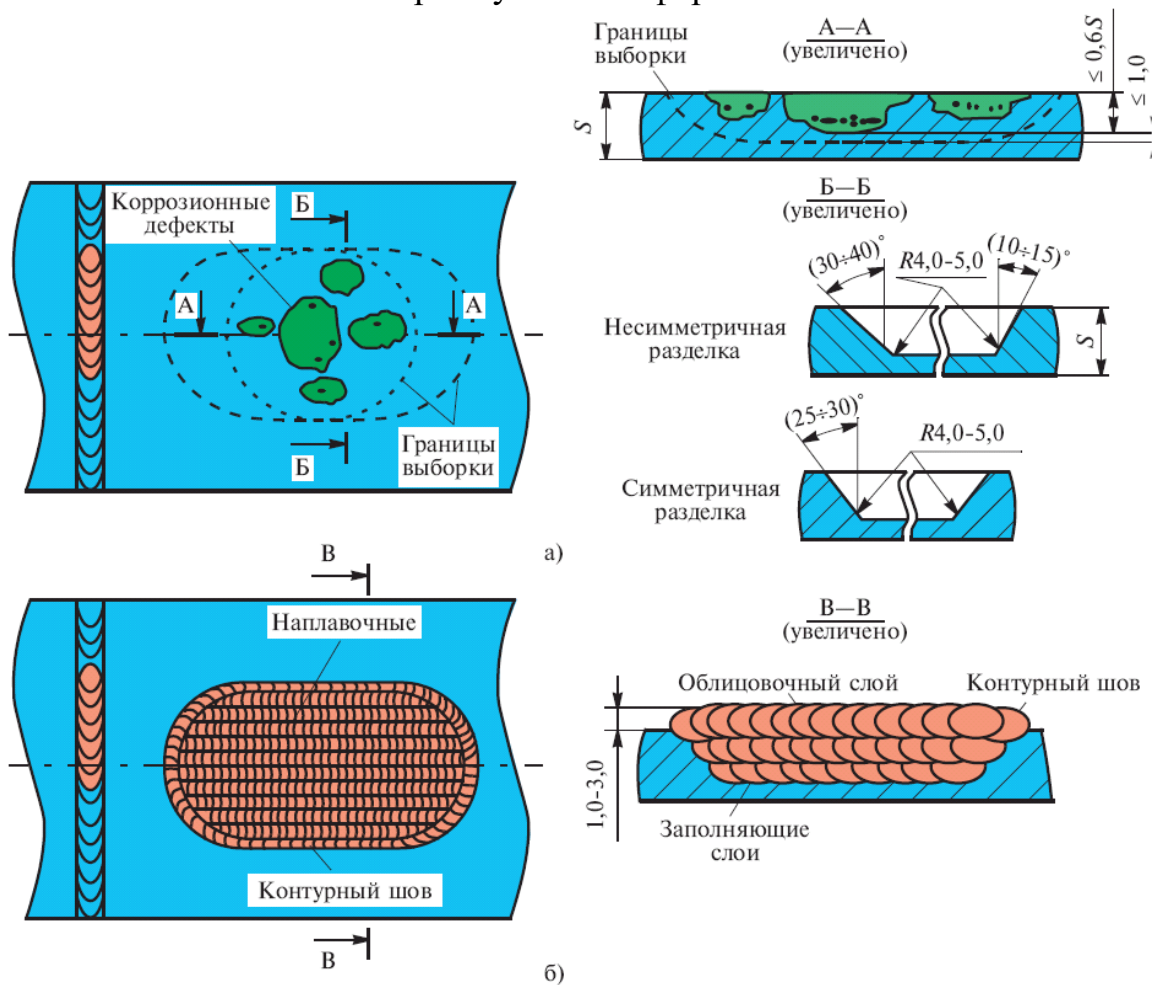 Границы
выборки
А—А
(увеличено)
≤ 0,6S
≤ 1,0
S
Коррозионные
дефекты
Б
А
А
Б
Границы
выборки
Б—Б
(увеличено)
(30÷40)°
R4,0-5,0
(10÷15)°
Несимметричная
разделка
S
(25÷30)°
R4,0-5,0
Симметричная
разделка
а)
В
Наплавочные
Контурный шов
В
В—В
(увеличено)
Облицовочный слой
Контурный шов
1,0-3,0
Заполняющие
слои
б)